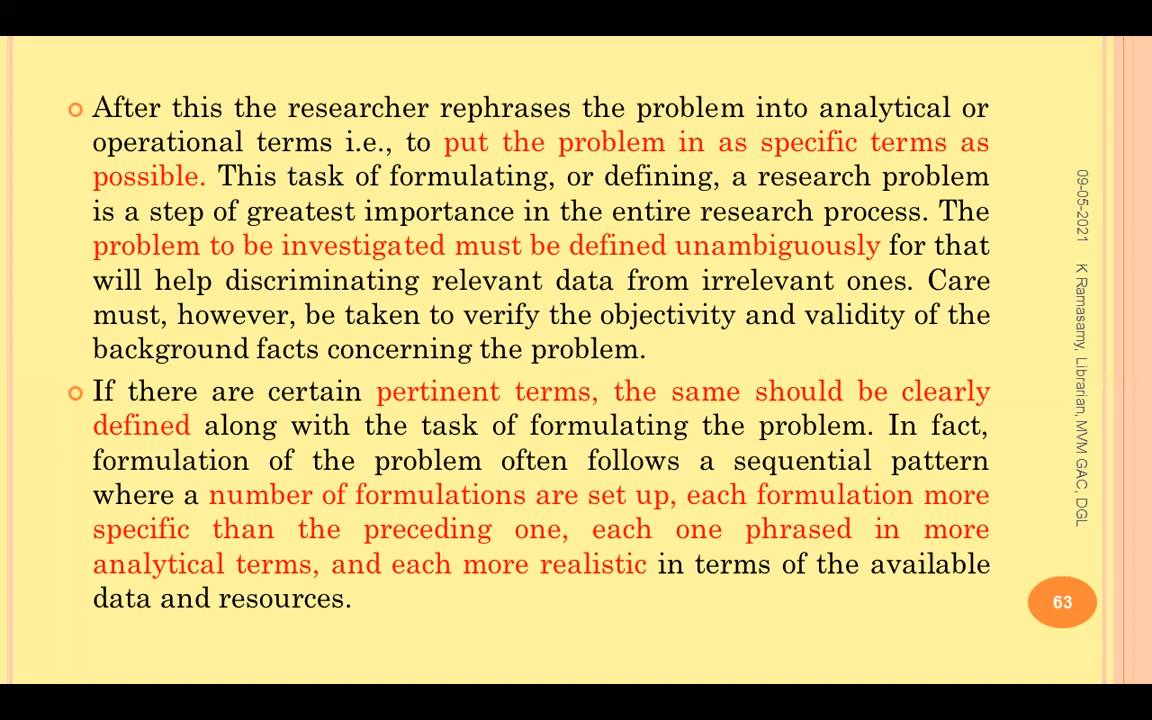 After this the researcher rephrases the problem into analytical or
operational terms i.e., to put the problem in as specific terms as
possible. This task of formulating, or defining, a research problem
is a step of greatest importance in the entire research process. The
problem to be investigated must be defined unambiguously for that
will help discriminating relevant data from irrelevant ones. Care
must, however, be taken to verify the objectivity and validity of the
background facts concerning the problem.
If there are certain pertinent terms, the same should be clearly
defined along with the task of formulating the problem. In fact,
formulation of the problem often follows a sequential pattern
where a number of formulations are set up, each formulation more
specific than the preceding one, each one phrased in more
analytical terms, and each more realistic in terms of the available
data and resources.
09-05-2021
K Ramasamy, Librarian, MVM GAC, DGL
63